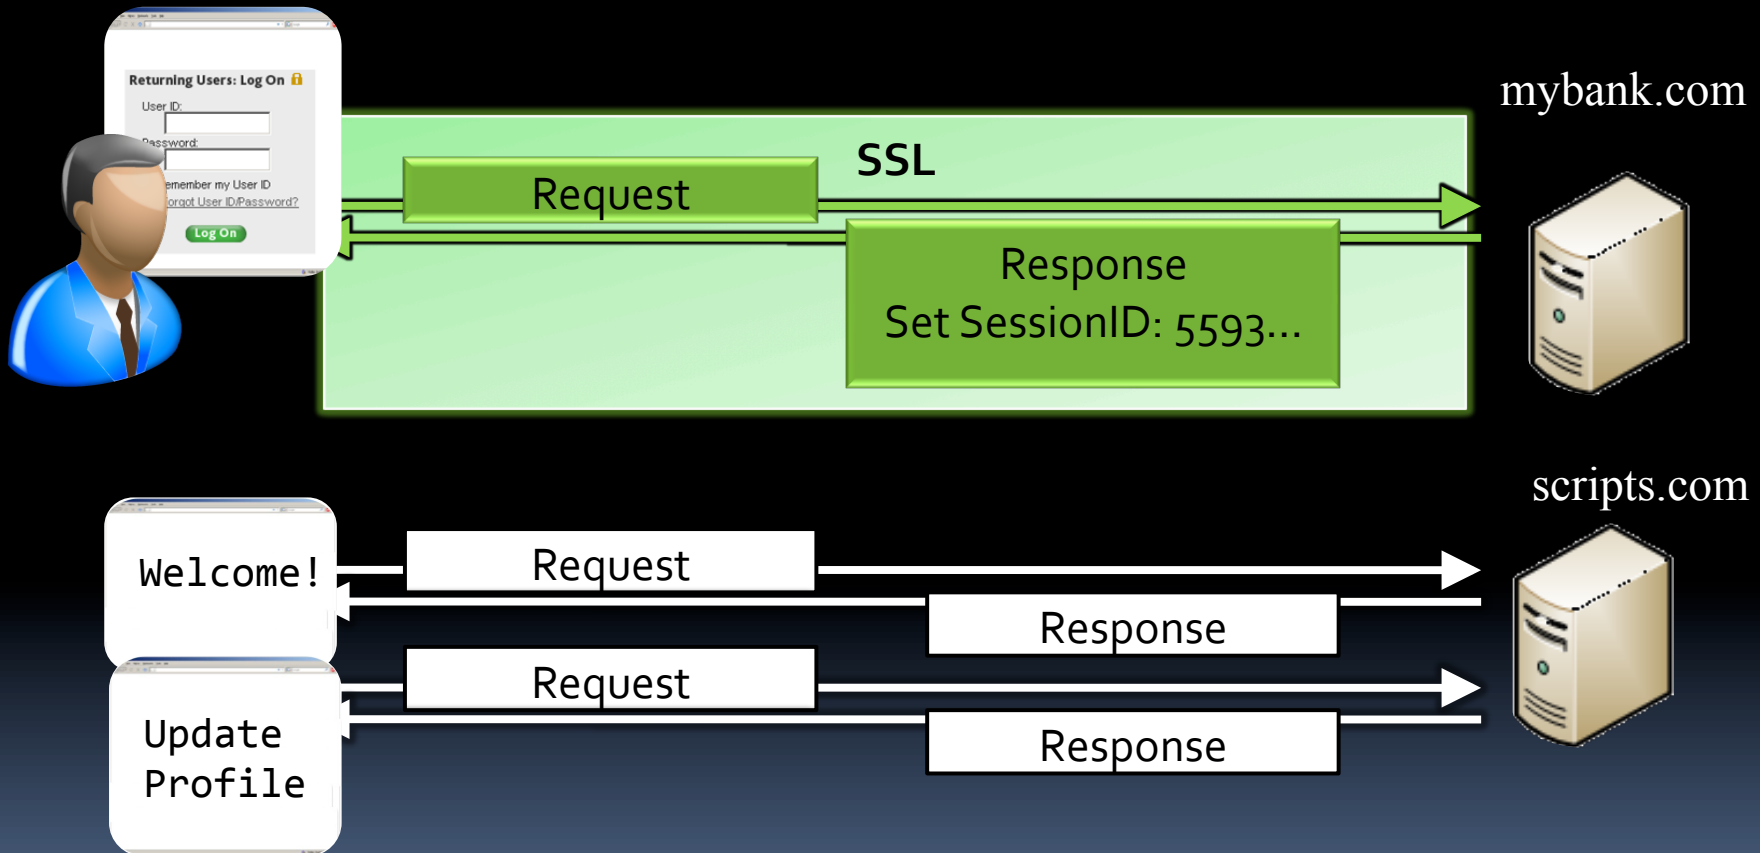 Returning Users: Log On
User ID:
Password:
emember my User ID
orgot User ID/Password?
Log On
SSL
mybank.com
Request
Response
Set SessionID: 5593...
scripts.com
Welcome!
Request
Response
Update
Profile
Request
Response